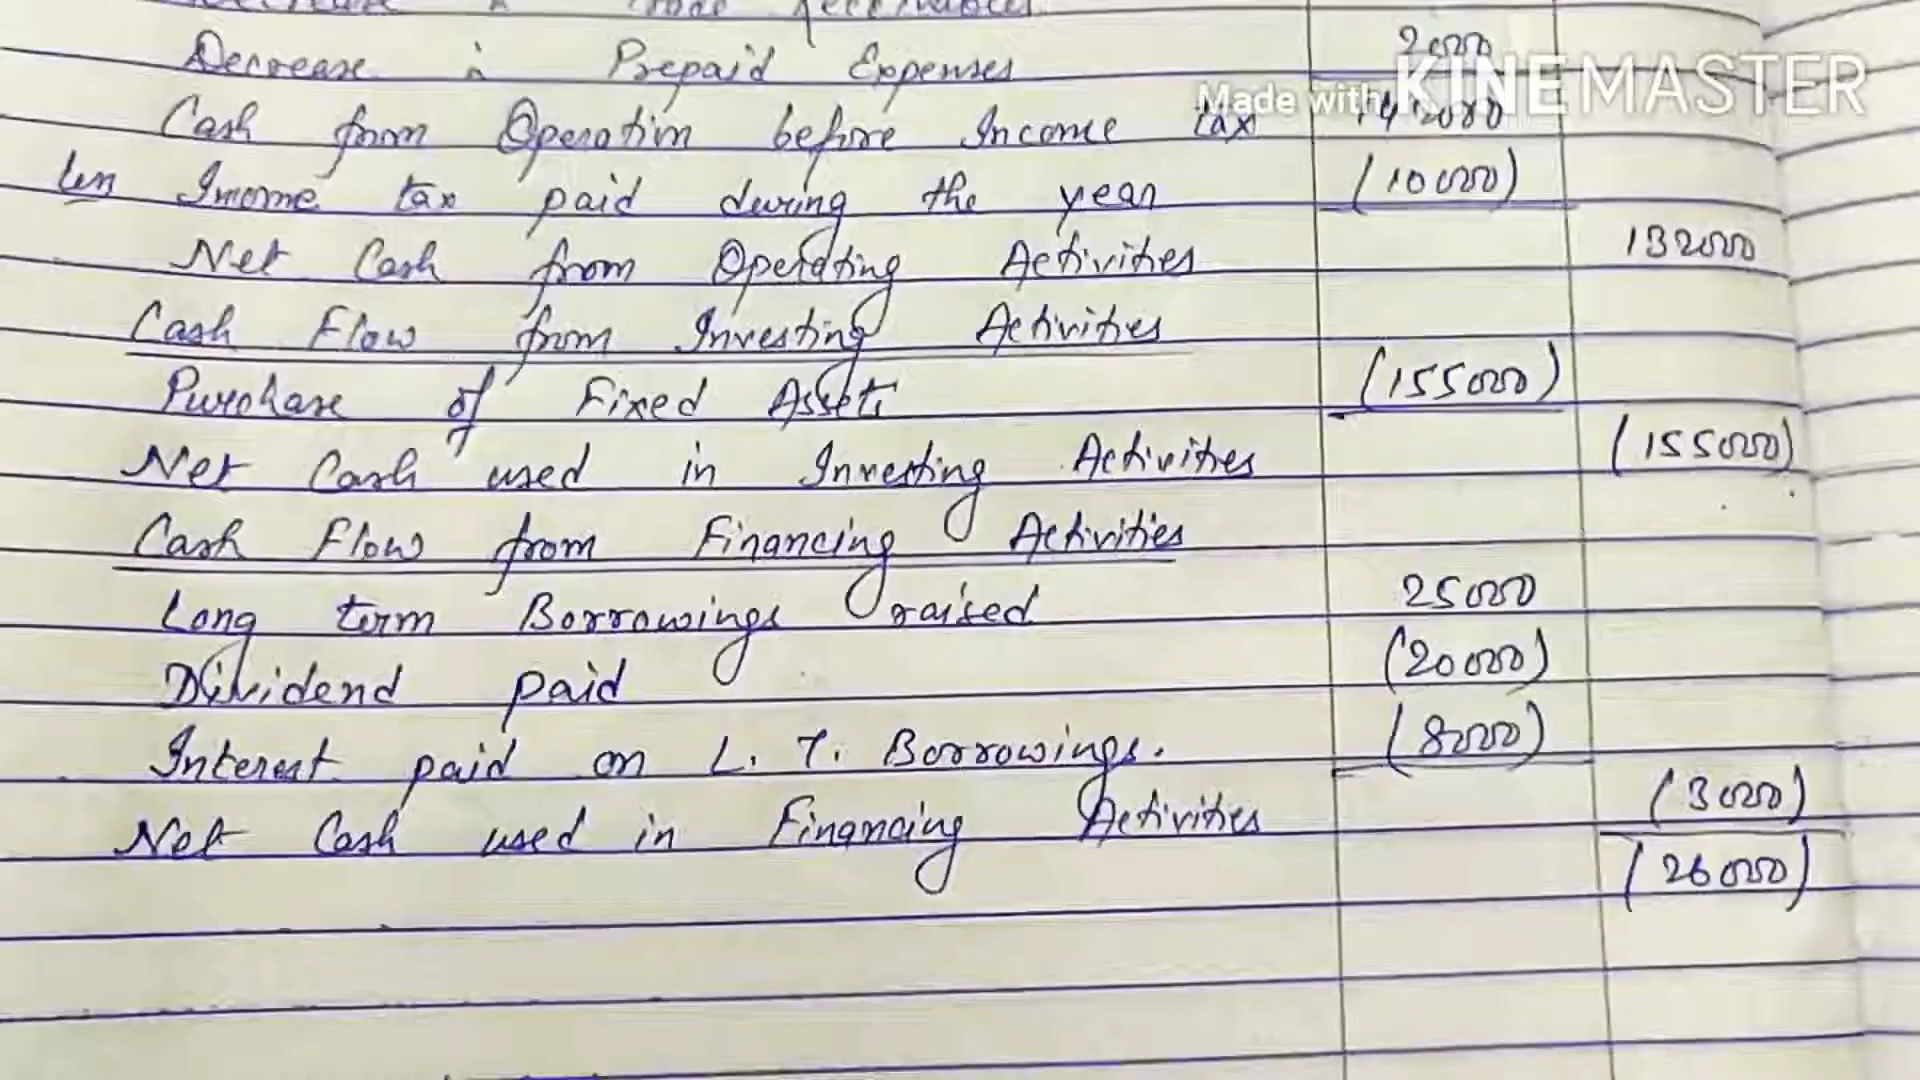 Trade Receivables
Decrease in Prepaid Expenses 2000
Made with KINEMASTER
Cash from Operation before Income tax 142000
Less Income tax paid during the year (10000)
Net Cash from Operating Activities 132000
Cash Flow from Investing Activities
Purchase of Fixed Assets (155000)
Net Cash used in Investing Activities (155000)
Cash Flow from Financing Activities
Long term Borrowings raised 25000
Dividend paid (20000)
Interest paid on L. T. Borrowings. (8000)
Net Cash used in Financing Activities (3000)
(26000)